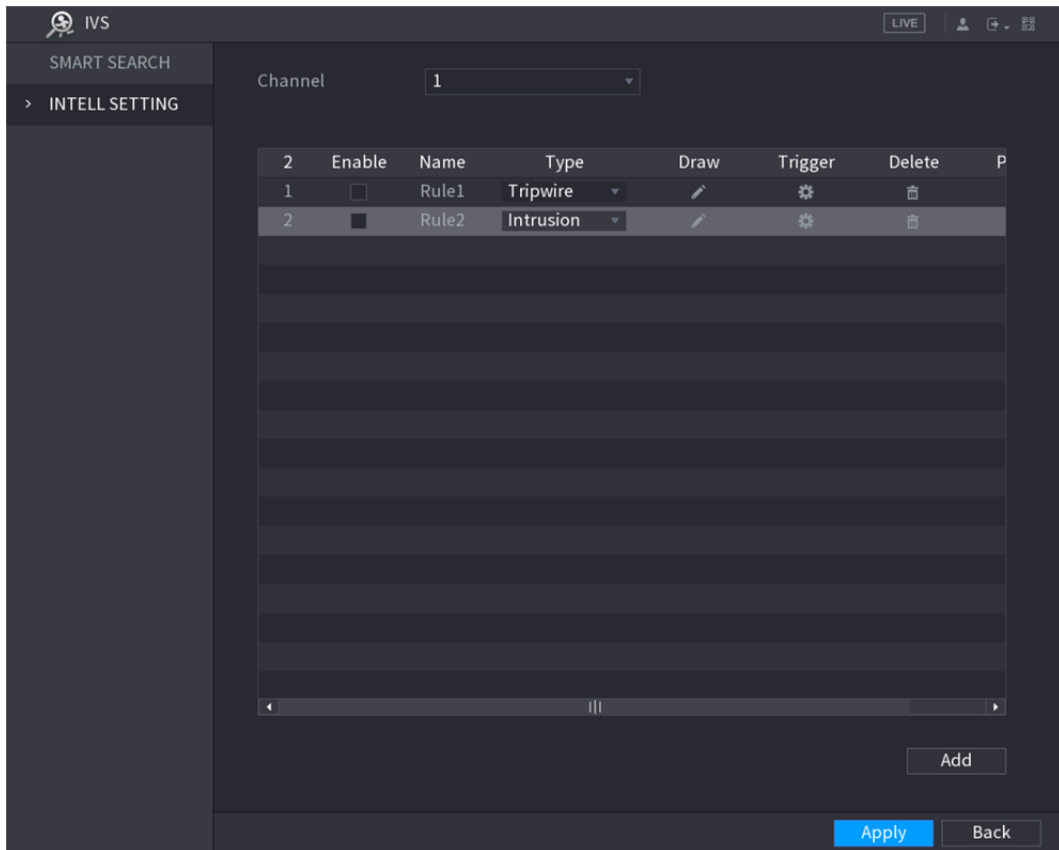 IVS LIVE
SMART SEARCH
INTELL SETTING
Channel 1
2 Enable Name Type Draw Trigger Delete P
1 Rule1 Tripwire
2 Rule2 Intrusion
Add
Apply Back